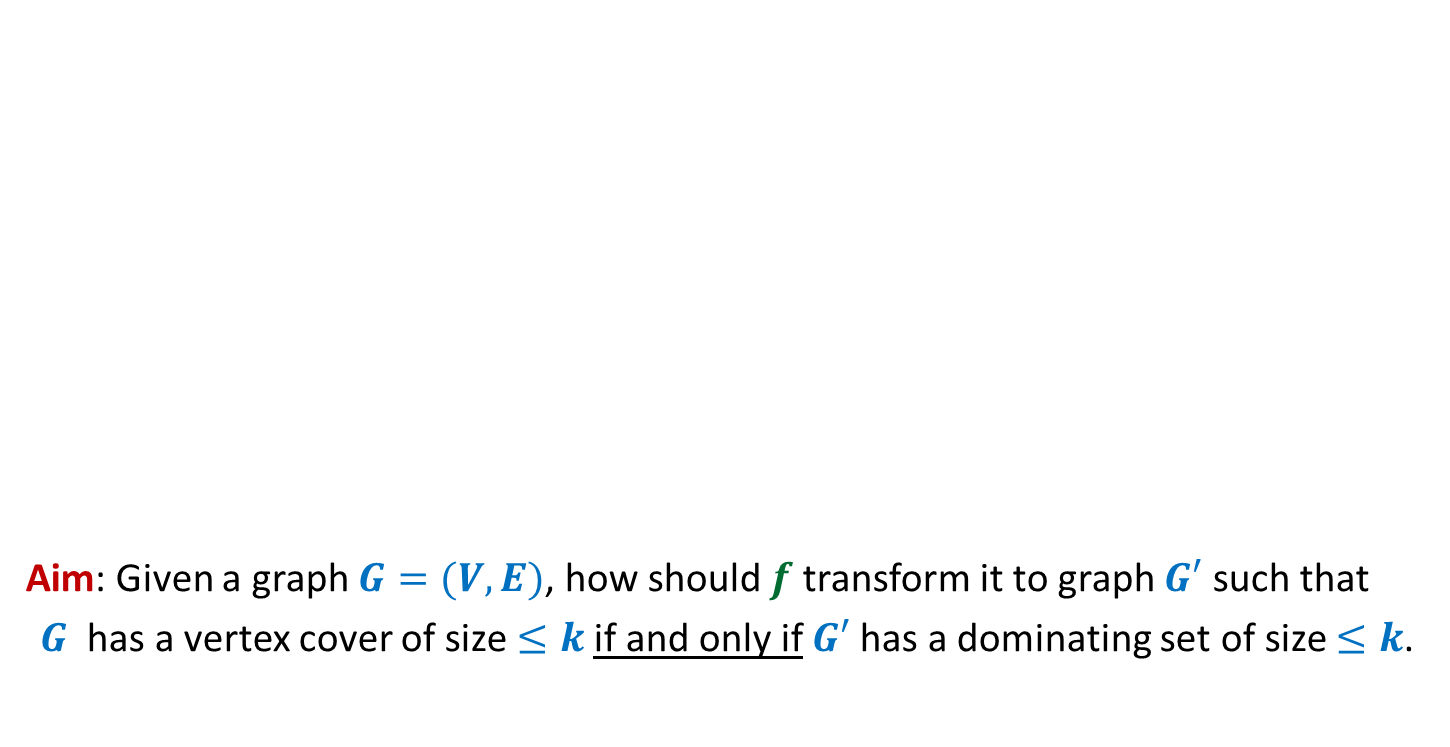 Aim: Given a graph G = (V, E), how should f transform it to graph G′ such that
G has a vertex cover of size ≤ k if and only if G′ has a dominating set of size ≤ k.